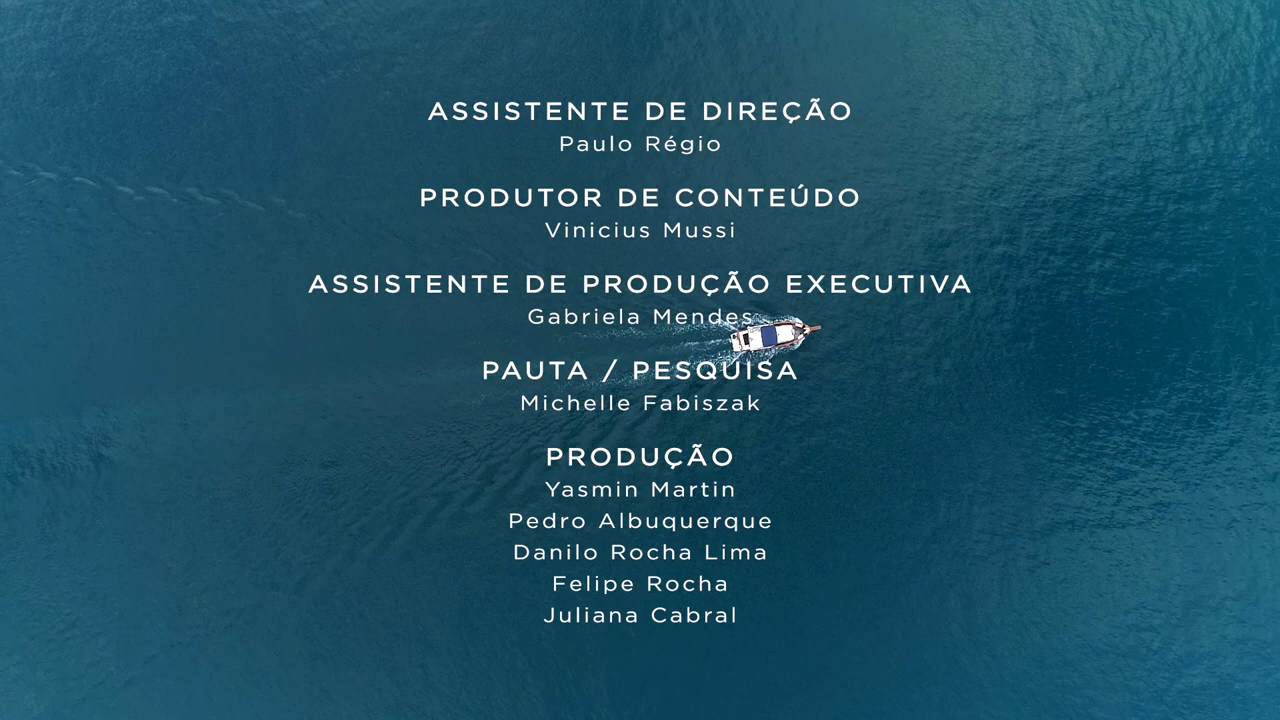 ASSISTENTE DE DIREÇÃO
Paulo Régio
PRODUTOR DE CONTEÚDO
Vinicius Mussi
ASSISTENTE DE PRODUÇÃO EXECUTIVA
Gabriela Mendes
PAUTA / PESQUISA
Michelle Fabiszak
PRODUÇÃO
Yasmin Martin
Pedro Albuquerque
Danilo Rocha Lima
Felipe Rocha
Juliana Cabral